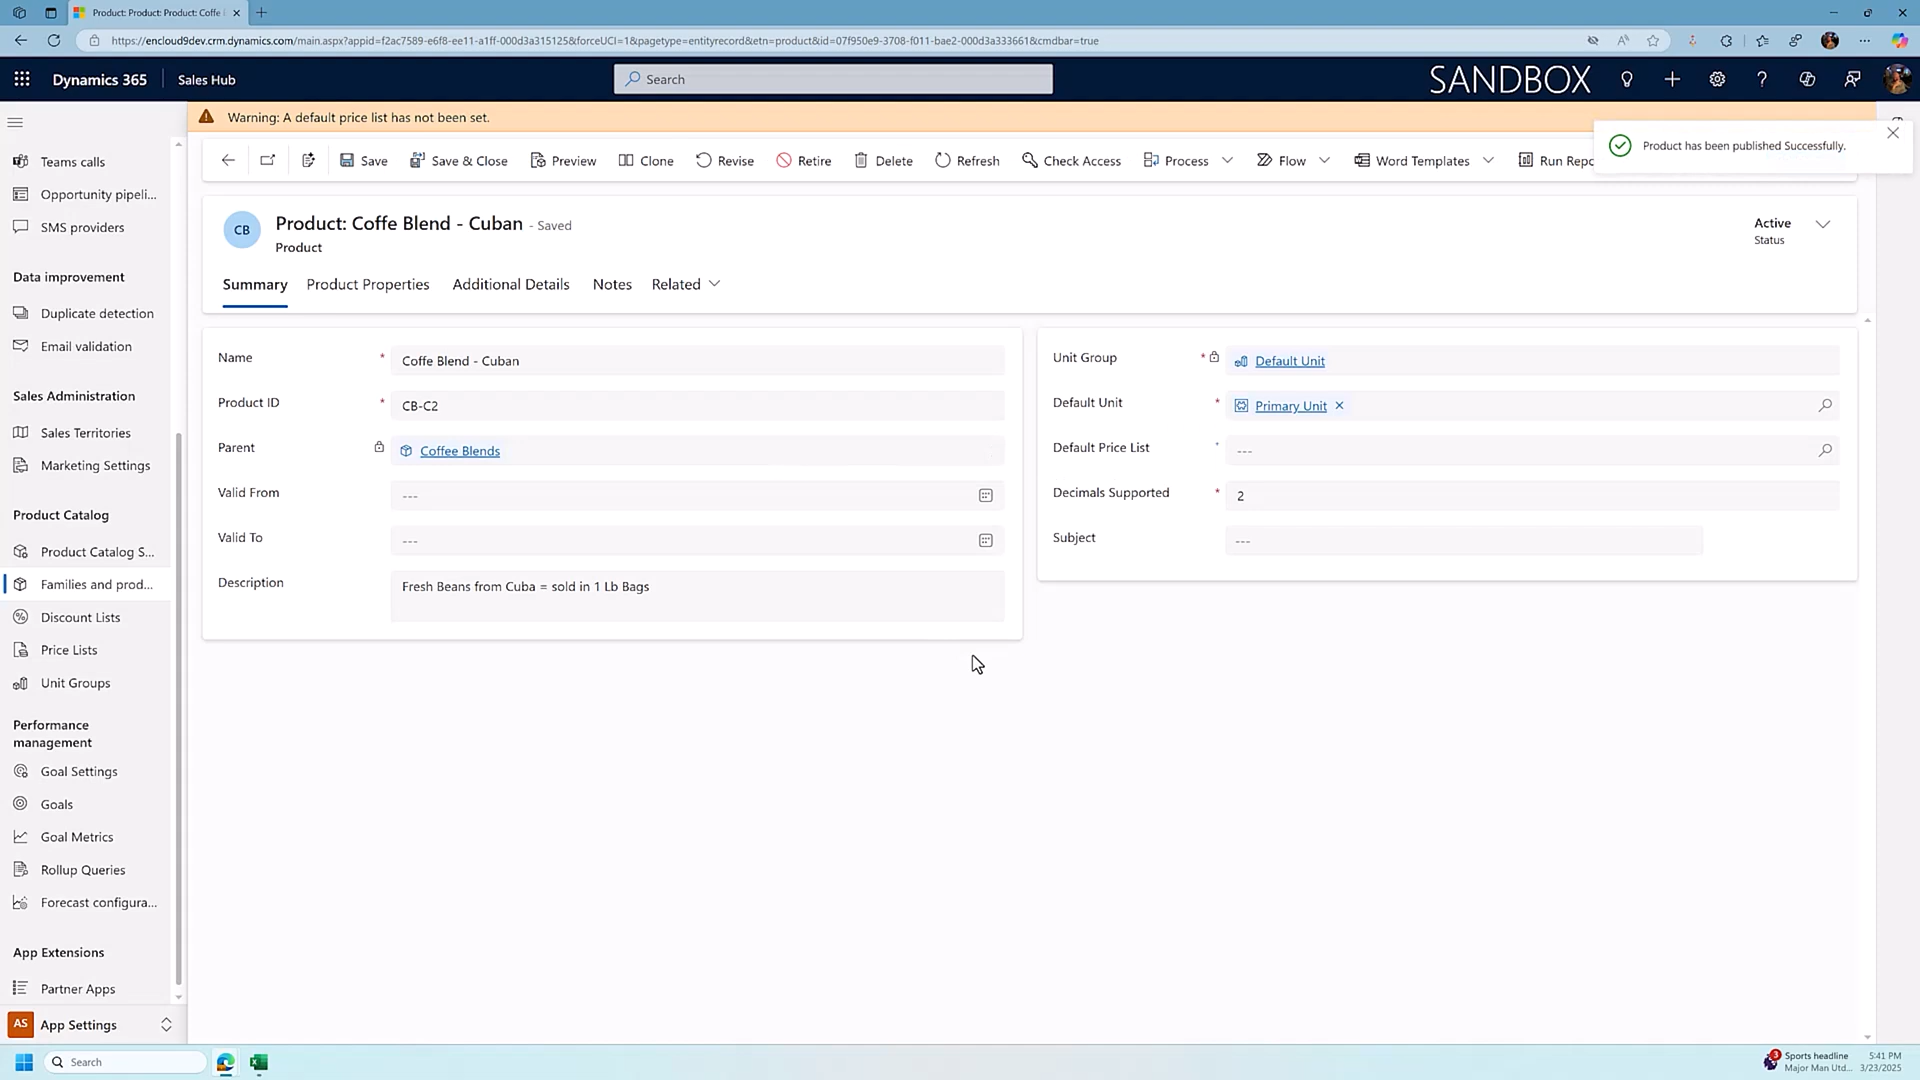 Product: Product: Product: Coffe
https://encloud9dev.crm.dynamics.com/main.aspx?appid=f2ac7589-e6f8-ee11-a1ff-000d3a315125&forceUCI=1&pagetype=entityrecord&etn=product&id=07f950e9-3708-f011-bae2-000d3a333661&cmdbar=true
Dynamics 365
Sales Hub
Search
SANDBOX
Warning: A default price list has not been set.
Product has been published Successfully.
Save
Save & Close
Preview
Clone
Revise
Retire
Delete
Refresh
Check Access
Process
Flow
Word Templates
Run Repo
CB
Product: Coffe Blend - Cuban
- Saved
Product
Active
Status
Summary
Product Properties
Additional Details
Notes
Related
Name
*
Coffe Blend - Cuban
Product ID
*
CB-C2
Parent
Coffee Blends
Valid From
---
Valid To
---
Description
Fresh Beans from Cuba = sold in 1 Lb Bags
Unit Group
*
Default Unit
Default Unit
*
Primary Unit
Default Price List
*
---
Decimals Supported
*
2
Subject
---
Teams calls
Opportunity pipeli...
SMS providers
Data improvement
Duplicate detection
Email validation
Sales Administration
Sales Territories
Marketing Settings
Product Catalog
Product Catalog S...
Families and prod...
Discount Lists
Price Lists
Unit Groups
Performance
management
Goal Settings
Goals
Goal Metrics
Rollup Queries
Forecast configura...
App Extensions
Partner Apps
AS
App Settings
Search
3
Sports headline
Major Man Utd...
5:41 PM
3/23/2025